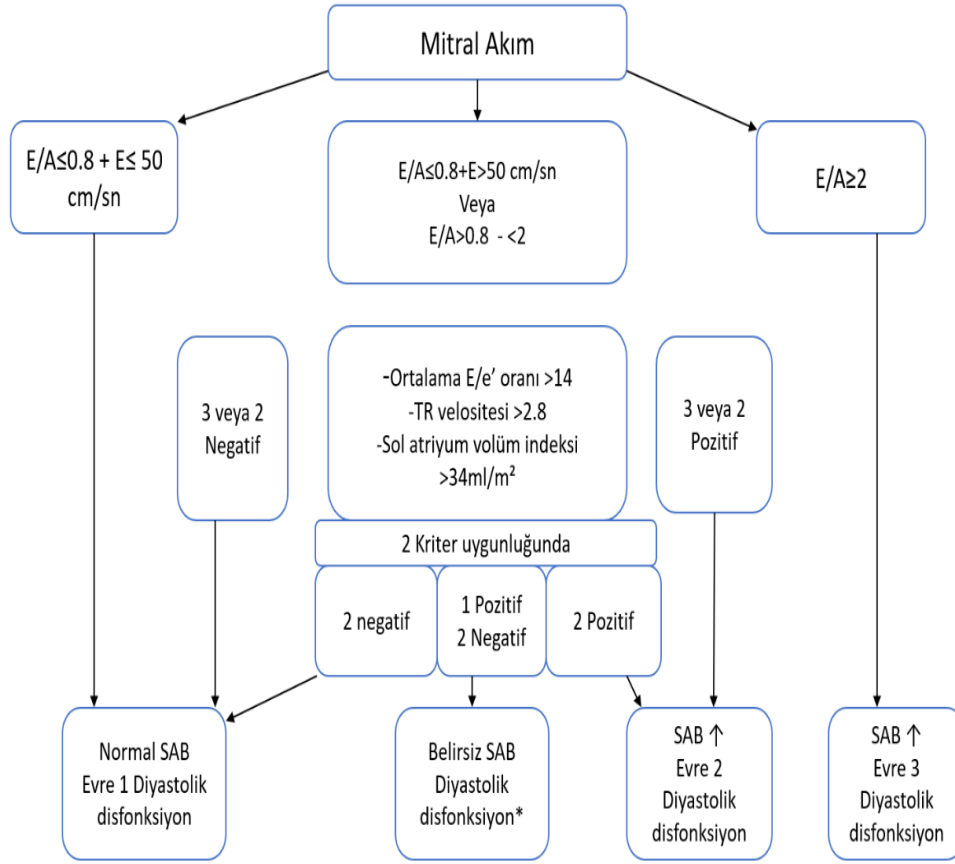 Mitral Akım
E/A≤0.8 + E≤ 50
cm/sn
E/A≤0.8+E>50 cm/sn
Veya
E/A>0.8  - <2
E/A≥2
3 veya 2
Negatif
-Ortalama E/e’ oranı >14
-TR velositesi >2.8
-Sol atriyum volüm indeksi
>34ml/m²
3 veya 2
Pozitif
2 Kriter uygunluğunda
2 negatif
1 Pozitif
2 Negatif
2 Pozitif
Normal SAB
Evre 1 Diyastolik
disfonksiyon
Belirsiz SAB
Diyastolik
disfonksiyon*
SAB ↑
Evre 2
Diyastolik
disfonksiyon
SAB ↑
Evre 3
Diyastolik
disfonksiyon